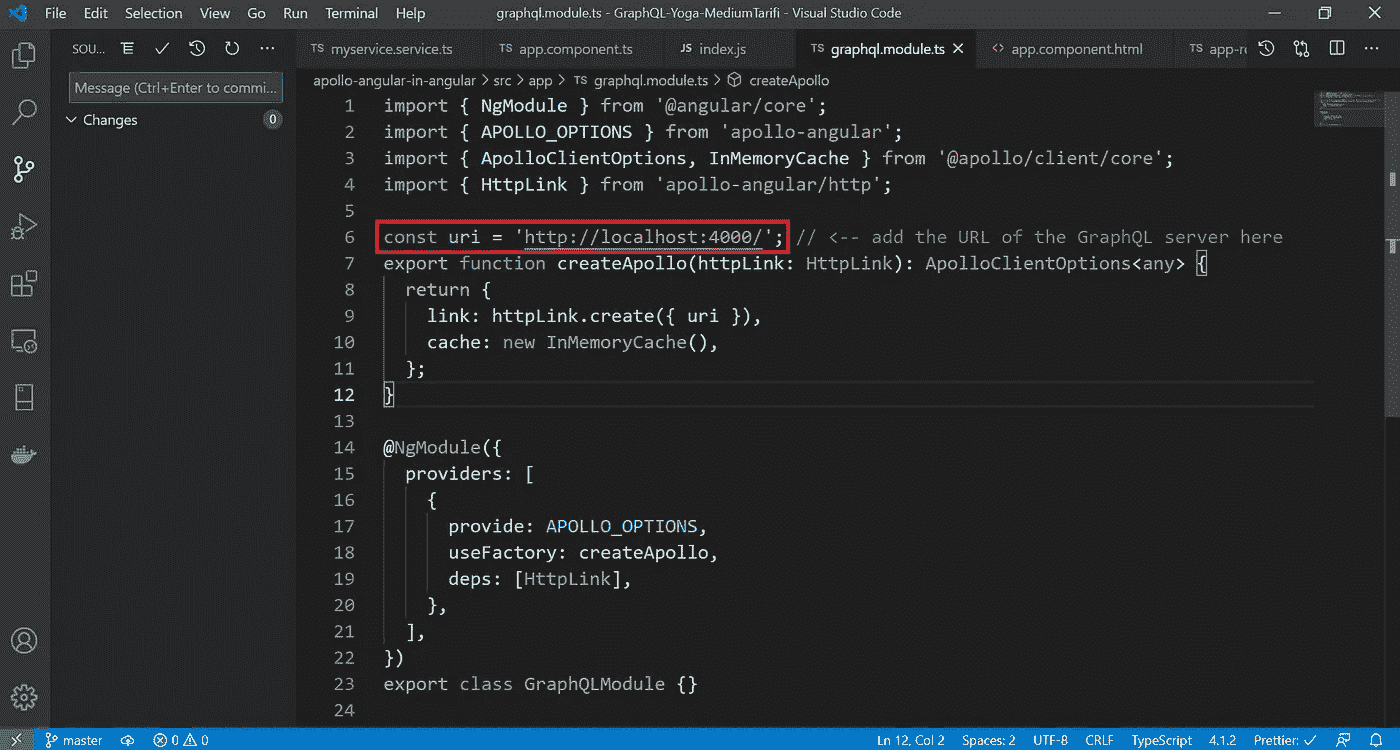 File Edit Selection View Go Run Terminal Help graphql.module.ts - GraphQL-Yoga-MediumTarifi - Visual Studio Code
SOU... TS myservice.service.ts TS app.component.ts JS index.js TS graphql.module.ts <> app.component.html TS app-r
apollo-angular-in-angular > src > app > TS graphql.module.ts > createApollo
Message (Ctrl+Enter to commi...
Changes 0
1 import { NgModule } from '@angular/core';
2 import { APOLLO_OPTIONS } from 'apollo-angular';
3 import { ApolloClientOptions, InMemoryCache } from '@apollo/client/core';
4 import { HttpLink } from 'apollo-angular/http';
5
6 const uri = 'http://localhost:4000/'; // <-- add the URL of the GraphQL server here
7 export function createApollo(httpLink: HttpLink): ApolloClientOptions<any> {
8 return {
9 link: httpLink.create({ uri }),
10 cache: new InMemoryCache(),
11 };
12 }
13
14 @NgModule({
15 providers: [
16 {
17 provide: APOLLO_OPTIONS,
18 useFactory: createApollo,
19 deps: [HttpLink],
20 },
21 ],
22 })
23 export class GraphQLModule {}
24
master 0 0 Ln 12, Col 2 Spaces: 2 UTF-8 CRLF TypeScript 4.1.2 Prettier: ✓